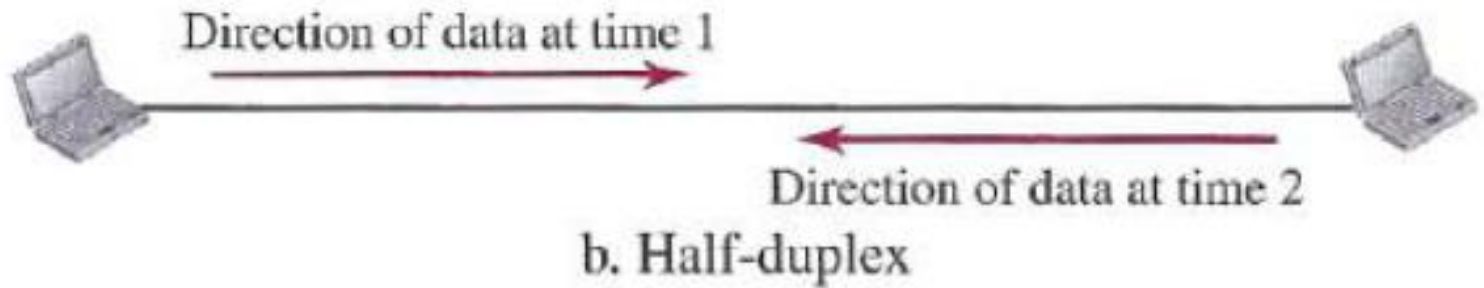 Direction of data at time 1
Direction of data at time 2
b. Half-duplex